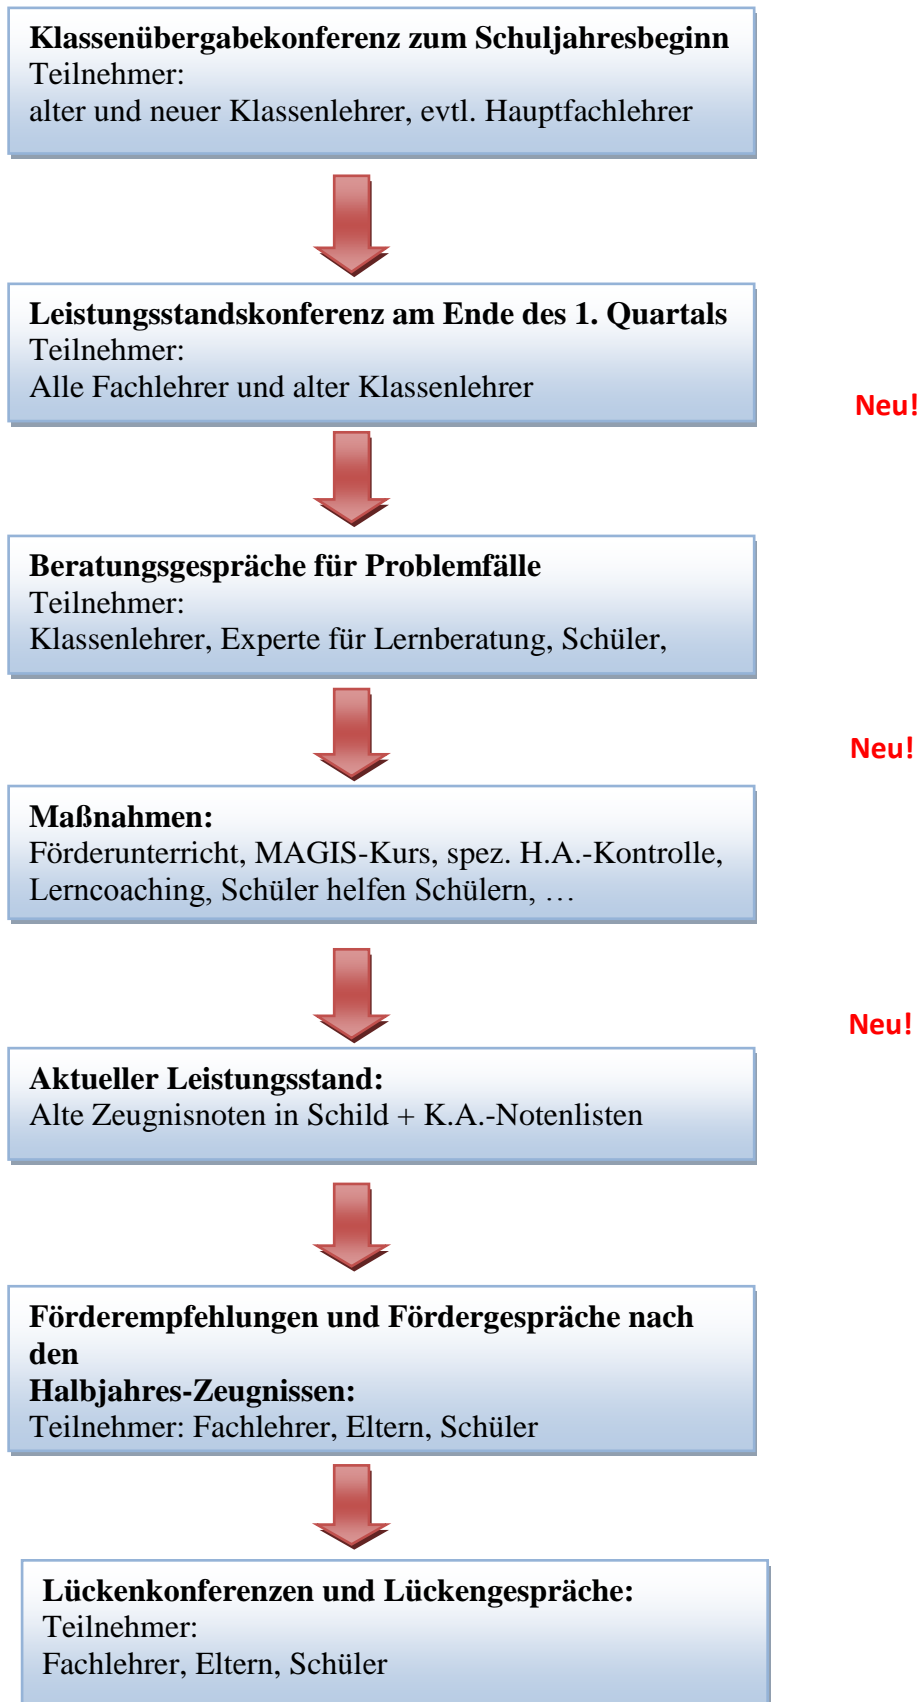 Klassenübergabekonferenz zum Schuljahresbeginn
Teilnehmer:
alter und neuer Klassenlehrer, evtl. Hauptfachlehrer
Leistungsstandskonferenz am Ende des 1. Quartals
Teilnehmer:
Alle Fachlehrer und alter Klassenlehrer
Neu!
Beratungsgespräche für Problemfälle
Teilnehmer:
Klassenlehrer, Experte für Lernberatung, Schüler,
Neu!
Maßnahmen:
Förderunterricht, MAGIS-Kurs, spez. H.A.-Kontrolle,
Lerncoaching, Schüler helfen Schülern, …
Neu!
Aktueller Leistungsstand:
Alte Zeugnisnoten in Schild + K.A.-Notenlisten
Förderempfehlungen und Fördergespräche nach
den
Halbjahres-Zeugnissen:
Teilnehmer: Fachlehrer, Eltern, Schüler
Lückenkonferenzen und Lückengespräche:
Teilnehmer:
Fachlehrer, Eltern, Schüler